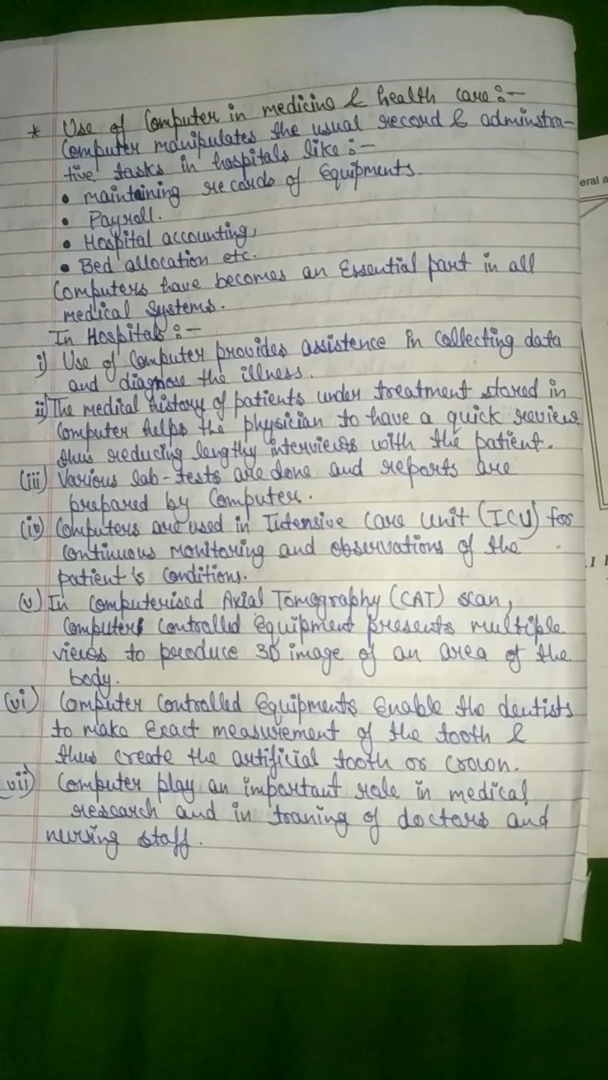 * Use of Computer in medicine & health care :-
Computer manipulates the usual record & adminstra-
tive tasks in hospitals like :-
• maintaining records of Equipments.
• Payroll.
• Hospital accounting,
• Bed allocation etc.
Computers have becomes an Essential part in all
medical Systems.
In Hospitals :-
i) Use of Computer provides assistence in collecting data
and diagnose the illness.
ii) The medical history of patients under treatment stored in
Computer helps the physician to have a quick review
thus reducing lengthy interviews with the patient.
(iii) Various lab-tests are done and reports are
prepared by Computer.
(iv) Computers are used in Intensive Care Unit (ICU) for
Continuous monitoring and observations of the
patient's conditions.
(v) In Computerised Axial Tomography (CAT) scan,
Computer Controlled Equipment presents multiple
views to produce 3D image of an area of the
body.
(vi) Computer Controlled Equipments Enable the dentists
to make Exact measurement of the tooth &
thus create the artificial tooth or Crown.
vii) Computer play an important role in medical
research and in traning of doctors and
nursing staff.
eral a